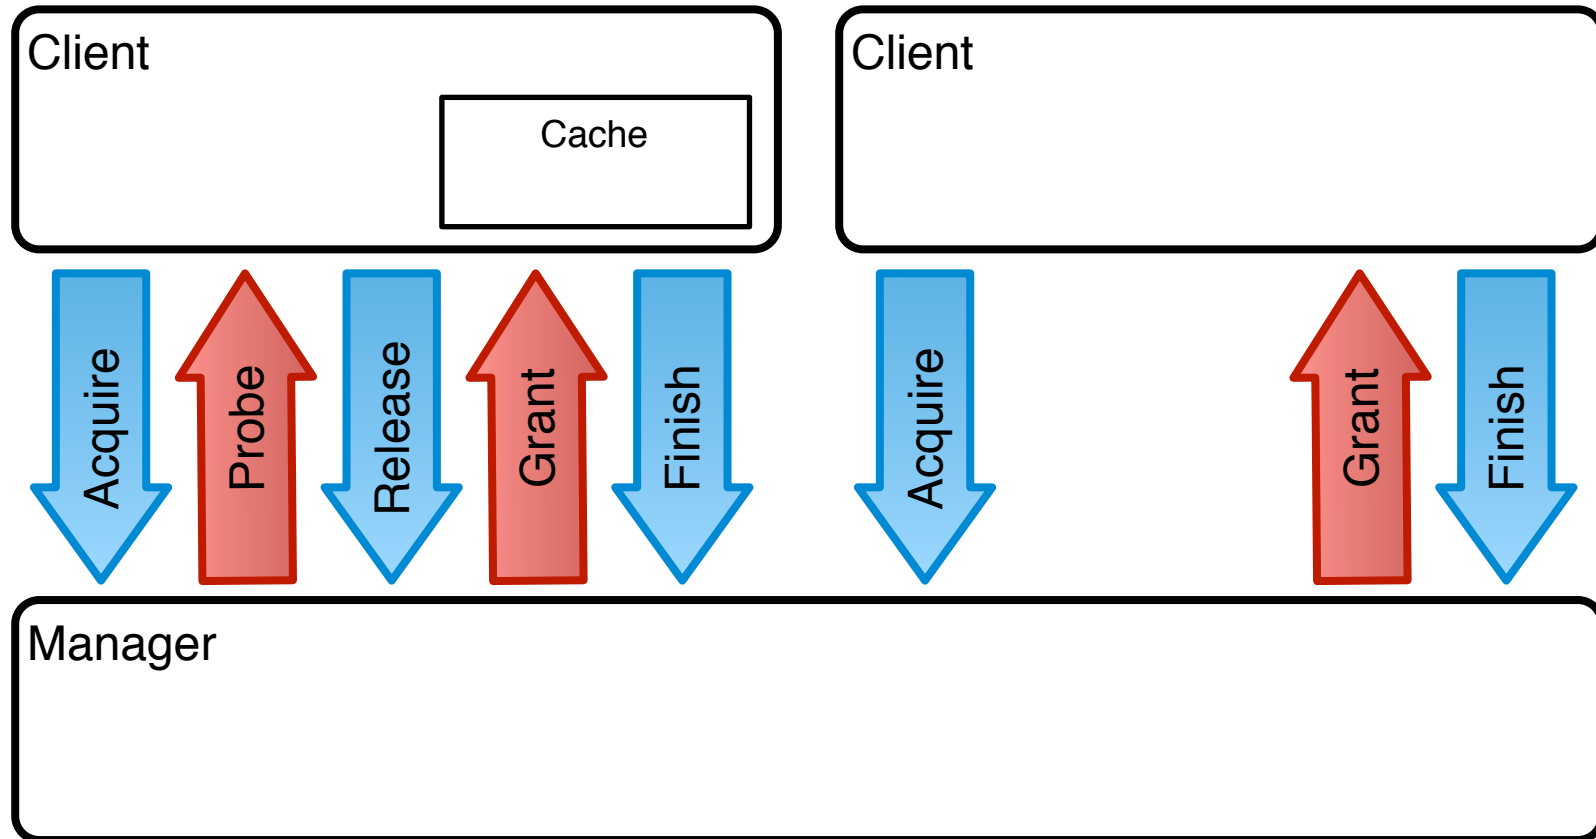 Client
Cache
Client
Acquire
Probe
Release
Grant
Finish
Acquire
Grant
Finish
Manager